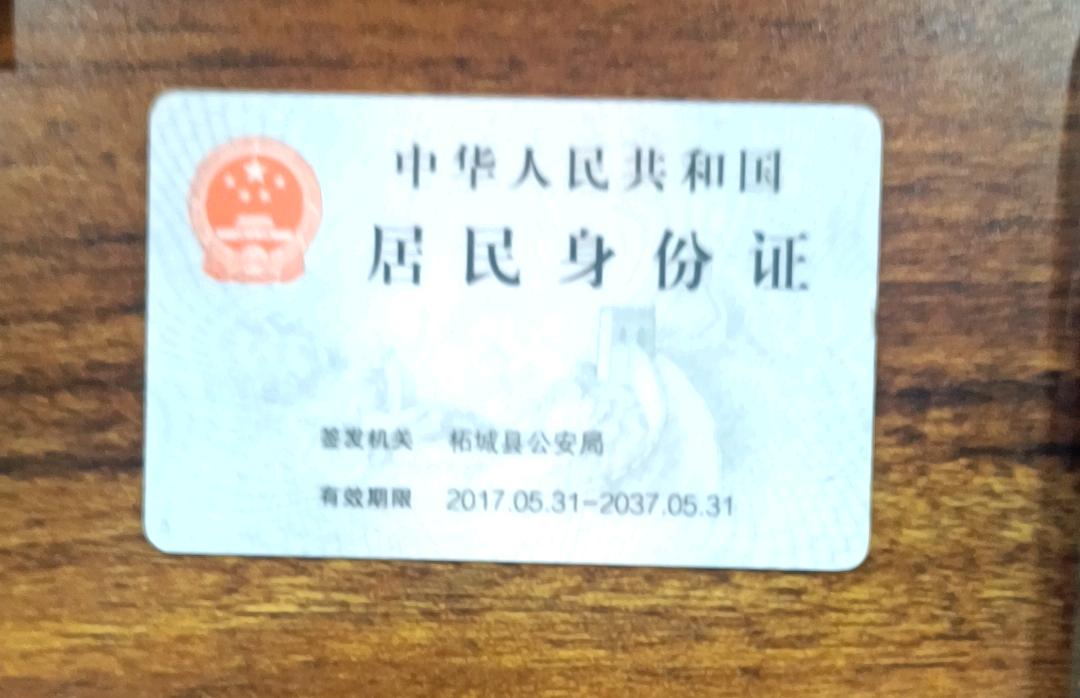 中华人民共和国
居民身份证
签发机关 柘城县公安局
有效期限 2017.05.31-2037.05.31